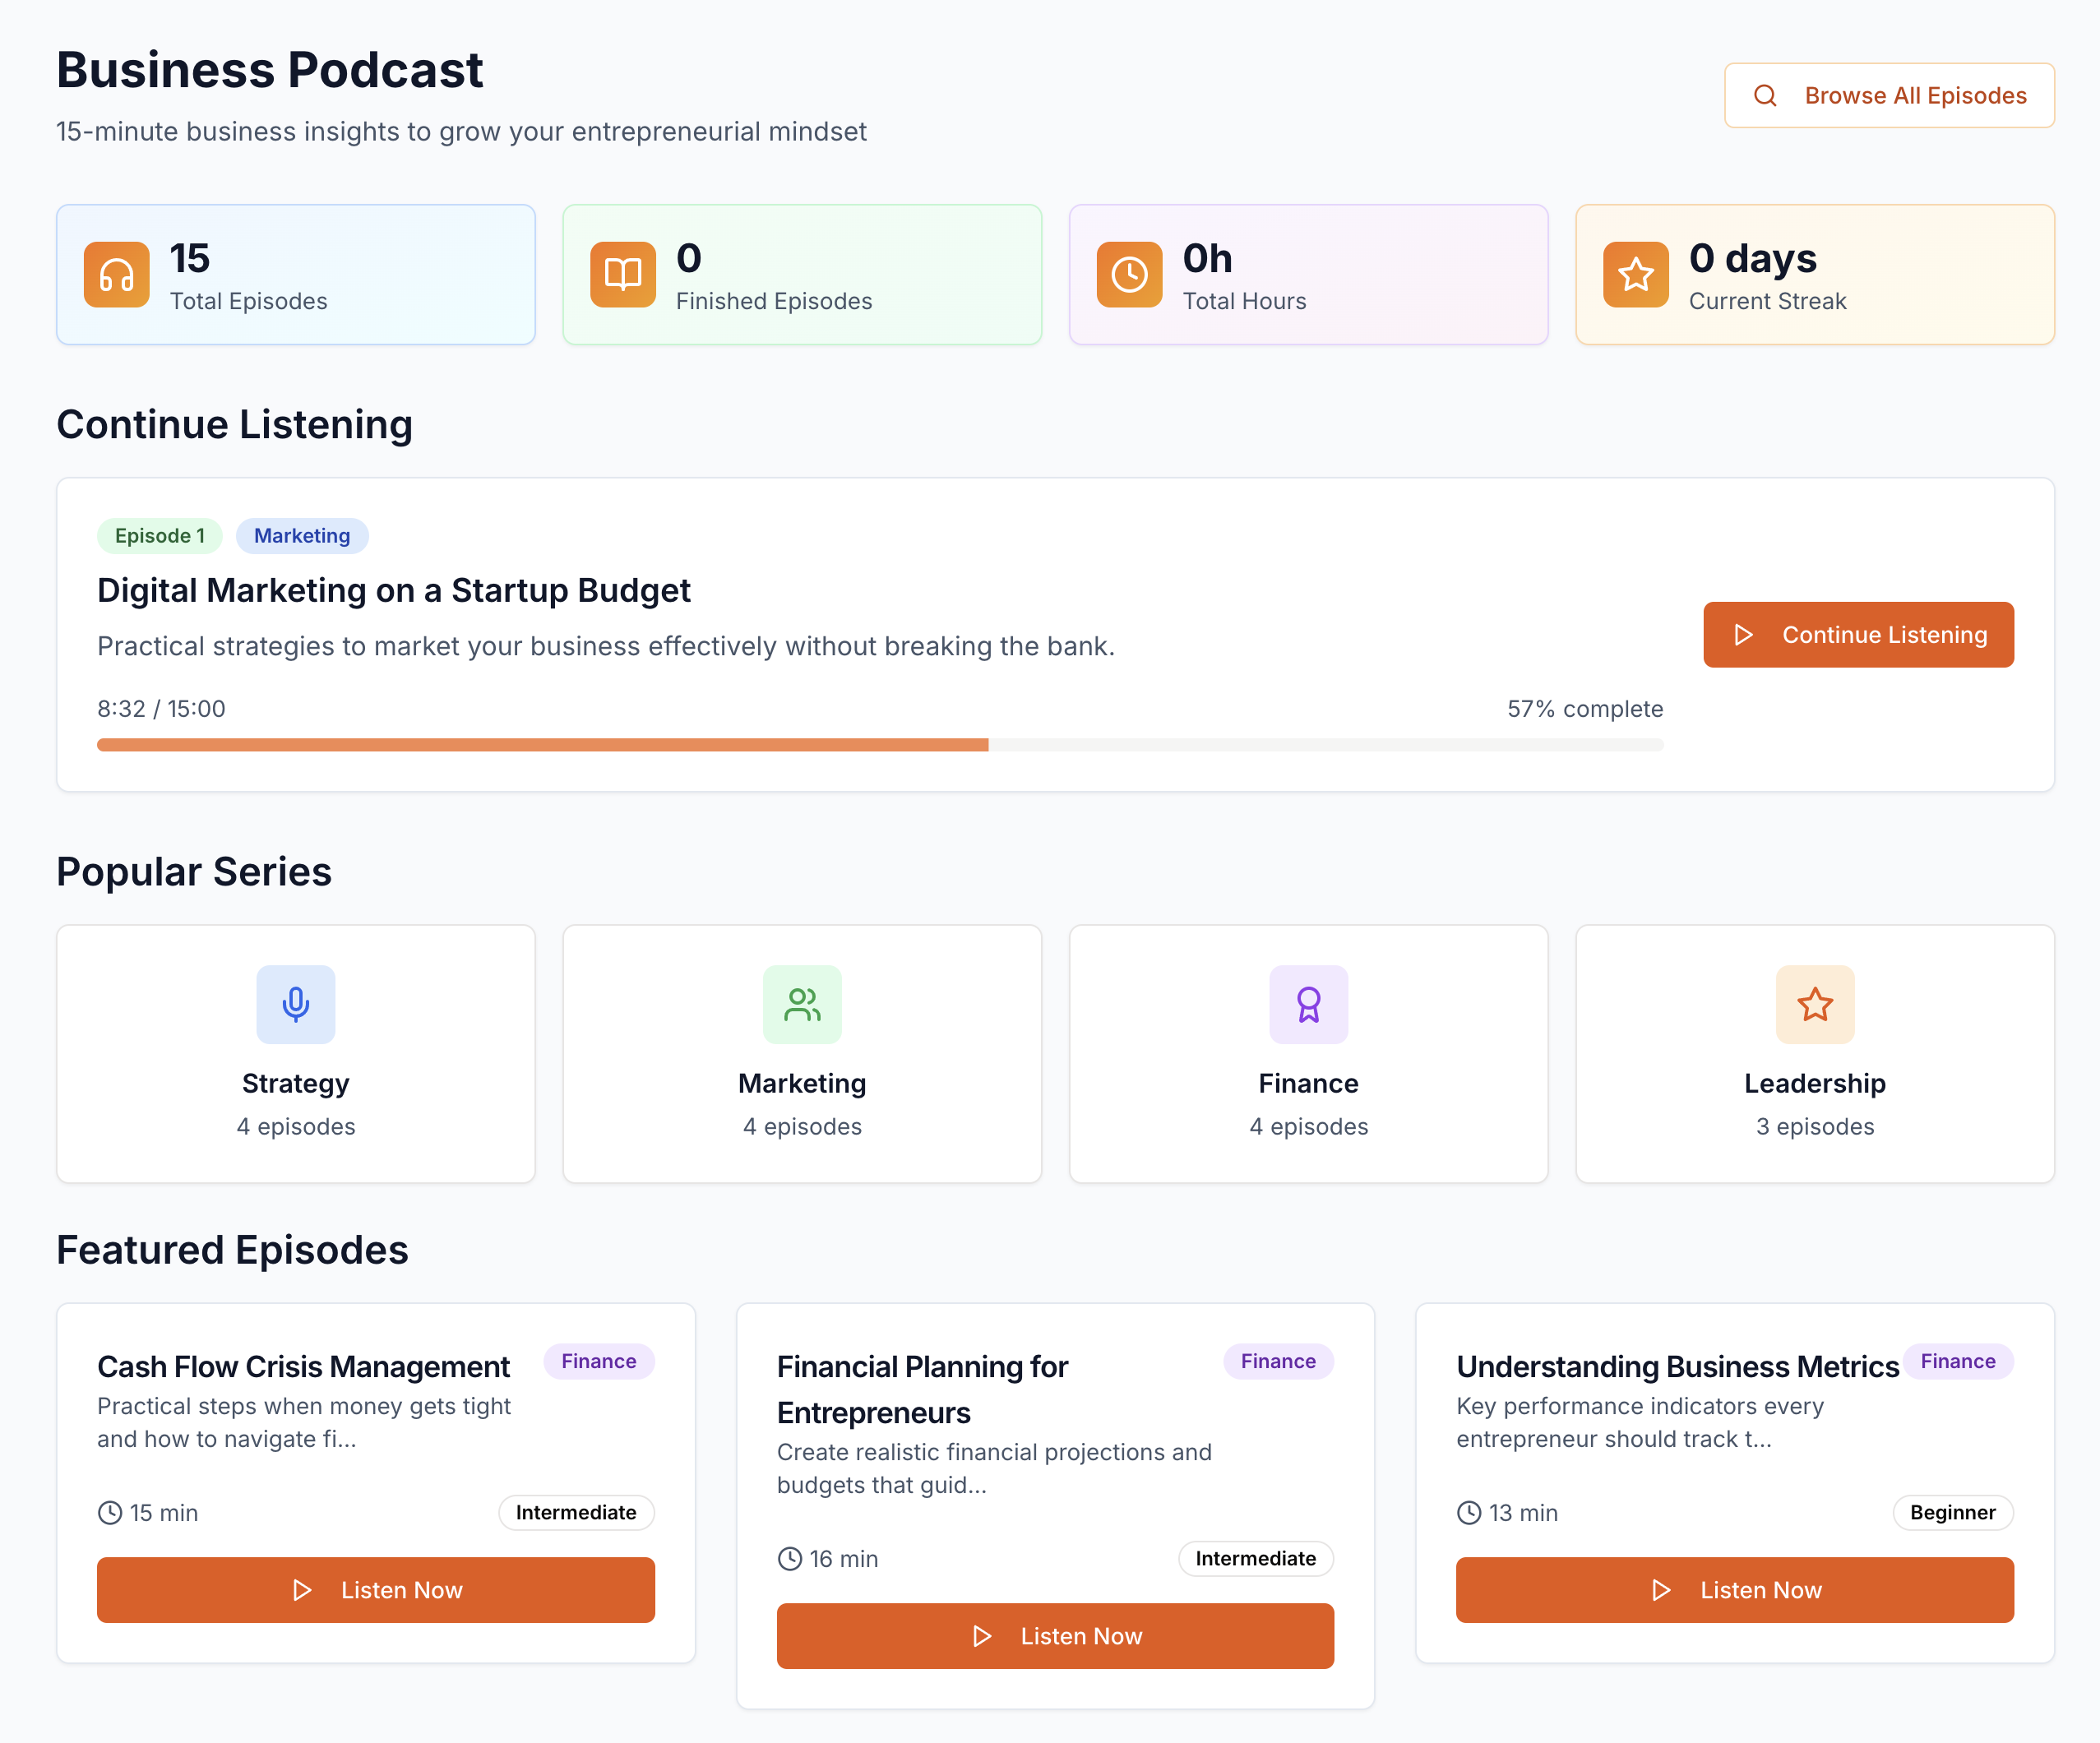 Business Podcast
15-minute business insights to grow your entrepreneurial mindset
Browse All Episodes
15
Total Episodes
0
Finished Episodes
0h
Total Hours
0 days
Current Streak
Continue Listening
Episode 1
Marketing
Digital Marketing on a Startup Budget
Practical strategies to market your business effectively without breaking the bank.
8:32 / 15:00
57% complete
Continue Listening
Popular Series
Strategy
4 episodes
Marketing
4 episodes
Finance
4 episodes
Leadership
3 episodes
Featured Episodes
Cash Flow Crisis Management
Finance
Practical steps when money gets tight
and how to navigate fi...
15 min
Intermediate
Listen Now
Financial Planning for
Entrepreneurs
Finance
Create realistic financial projections and
budgets that guid...
16 min
Intermediate
Listen Now
Understanding Business Metrics
Finance
Key performance indicators every
entrepreneur should track t...
13 min
Beginner
Listen Now